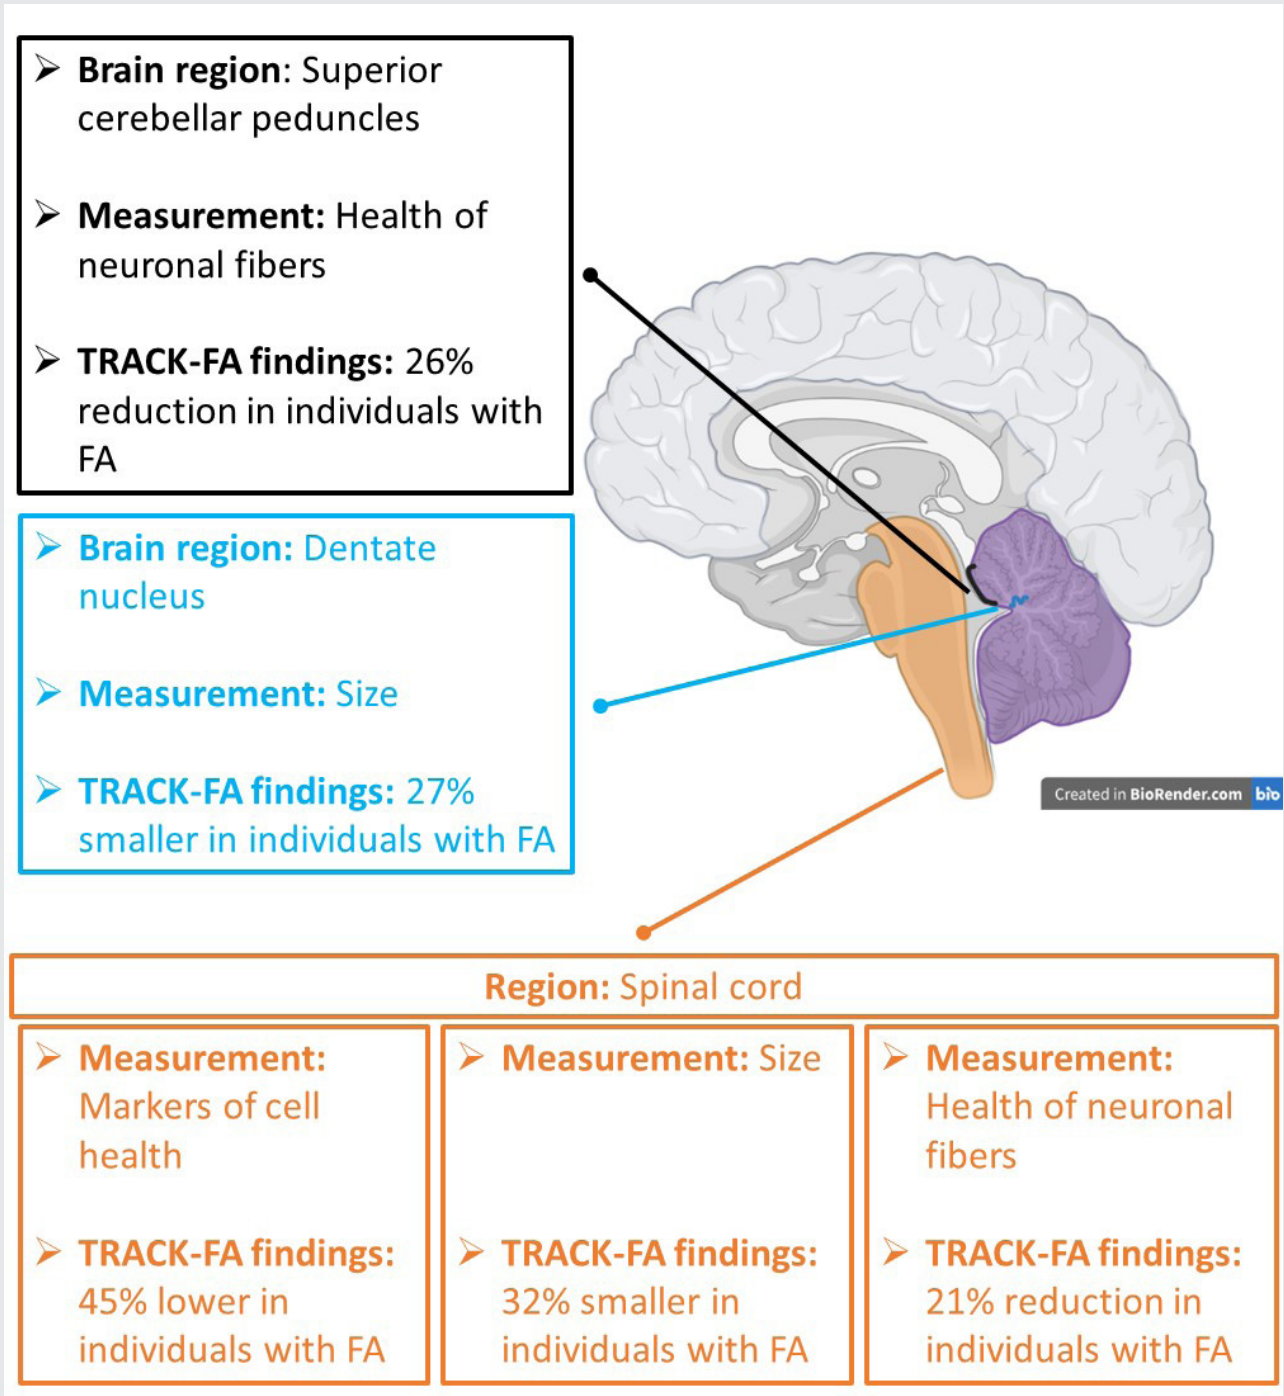 ➢ Brain region: Superior
cerebellar peduncles
➢ Measurement: Health of
neuronal fibers
➢ TRACK-FA findings: 26%
reduction in individuals with
FA
➢ Brain region: Dentate
nucleus
➢ Measurement: Size
➢ TRACK-FA findings: 27%
smaller in individuals with FA
Created in BioRender.com bio
Region: Spinal cord
➢ Measurement:
Markers of cell
health
➢ TRACK-FA findings:
45% lower in
individuals with FA
➢ Measurement: Size
➢ TRACK-FA findings:
32% smaller in
individuals with FA
➢ Measurement:
Health of neuronal
fibers
➢ TRACK-FA findings:
21% reduction in
individuals with FA